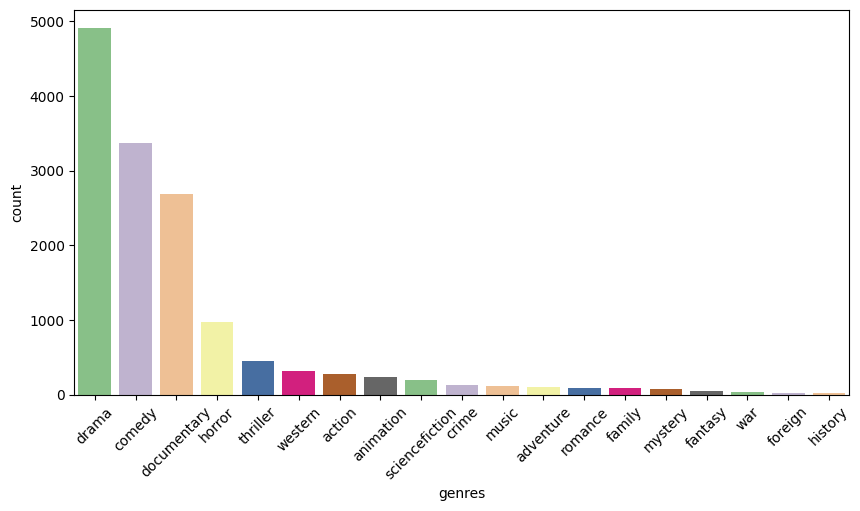 5000
4000
3000
2000
1000
0
count
drama
comedy
documentary
horror
thriller
western
action
animation
sciencefiction
crime
music
adventure
romance
family
mystery
fantasy
war
foreign
history
genres